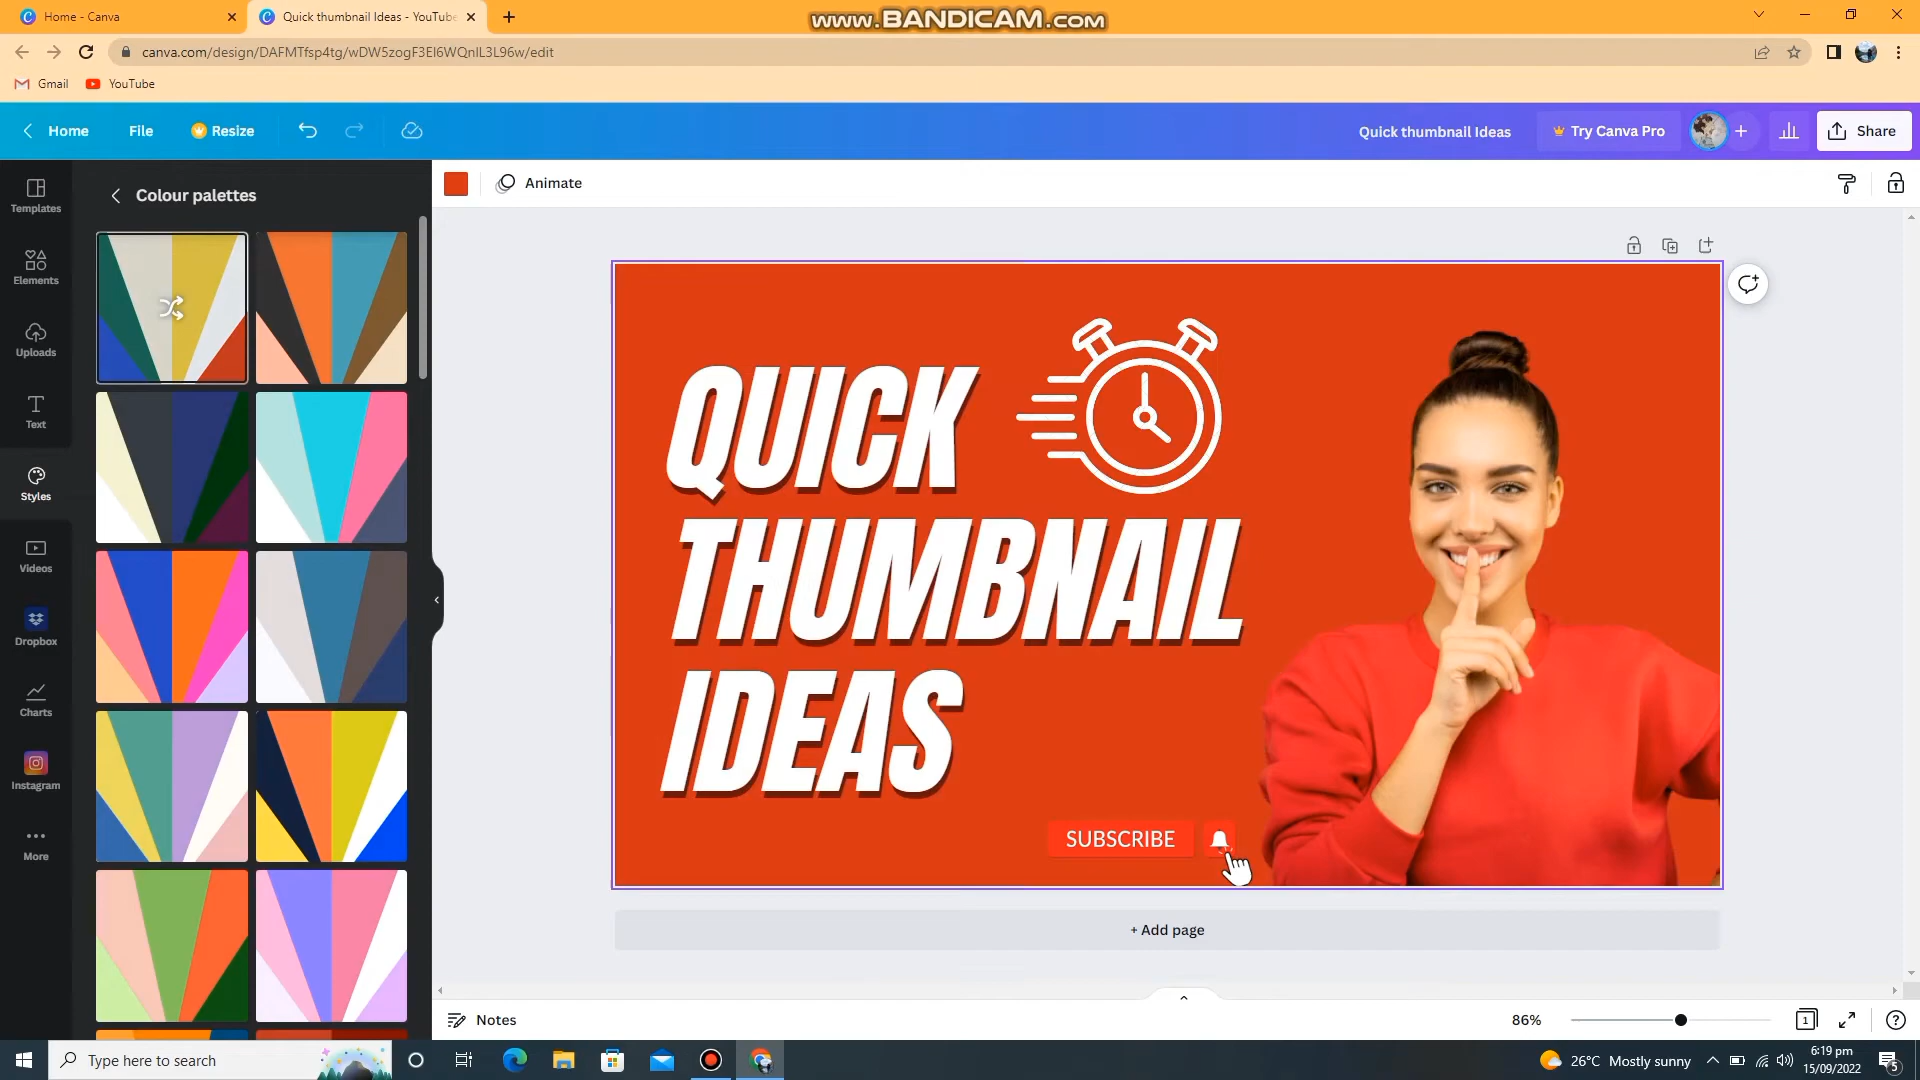 Home - Canva
Quick thumbnail Ideas - YouTube
www.BANDICAM.com
canva.com/design/DAFMTfsp4tg/wDW5zogF3El6WQnIL3L96w/edit
Gmail
YouTube
Home
File
Resize
Quick thumbnail Ideas
Try Canva Pro
Share
Templates
Elements
Uploads
Text
Styles
Videos
Dropbox
Charts
Instagram
More
Colour palettes
Animate
QUICK
THUMBNAIL
IDEAS
SUBSCRIBE
+ Add page
Notes
86%
1
Type here to search
26°C Mostly sunny
6:19 pm
15/09/2022
5